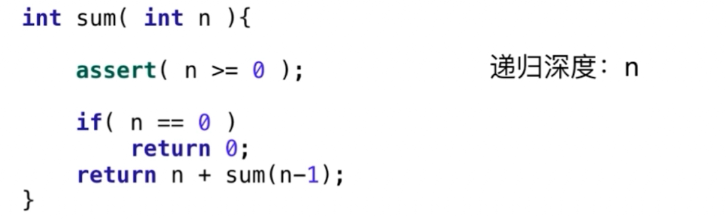 int sum( int n ){
assert( n >= 0 );
递归深度：n
if( n == 0 )
return 0;
return n + sum(n-1);
}